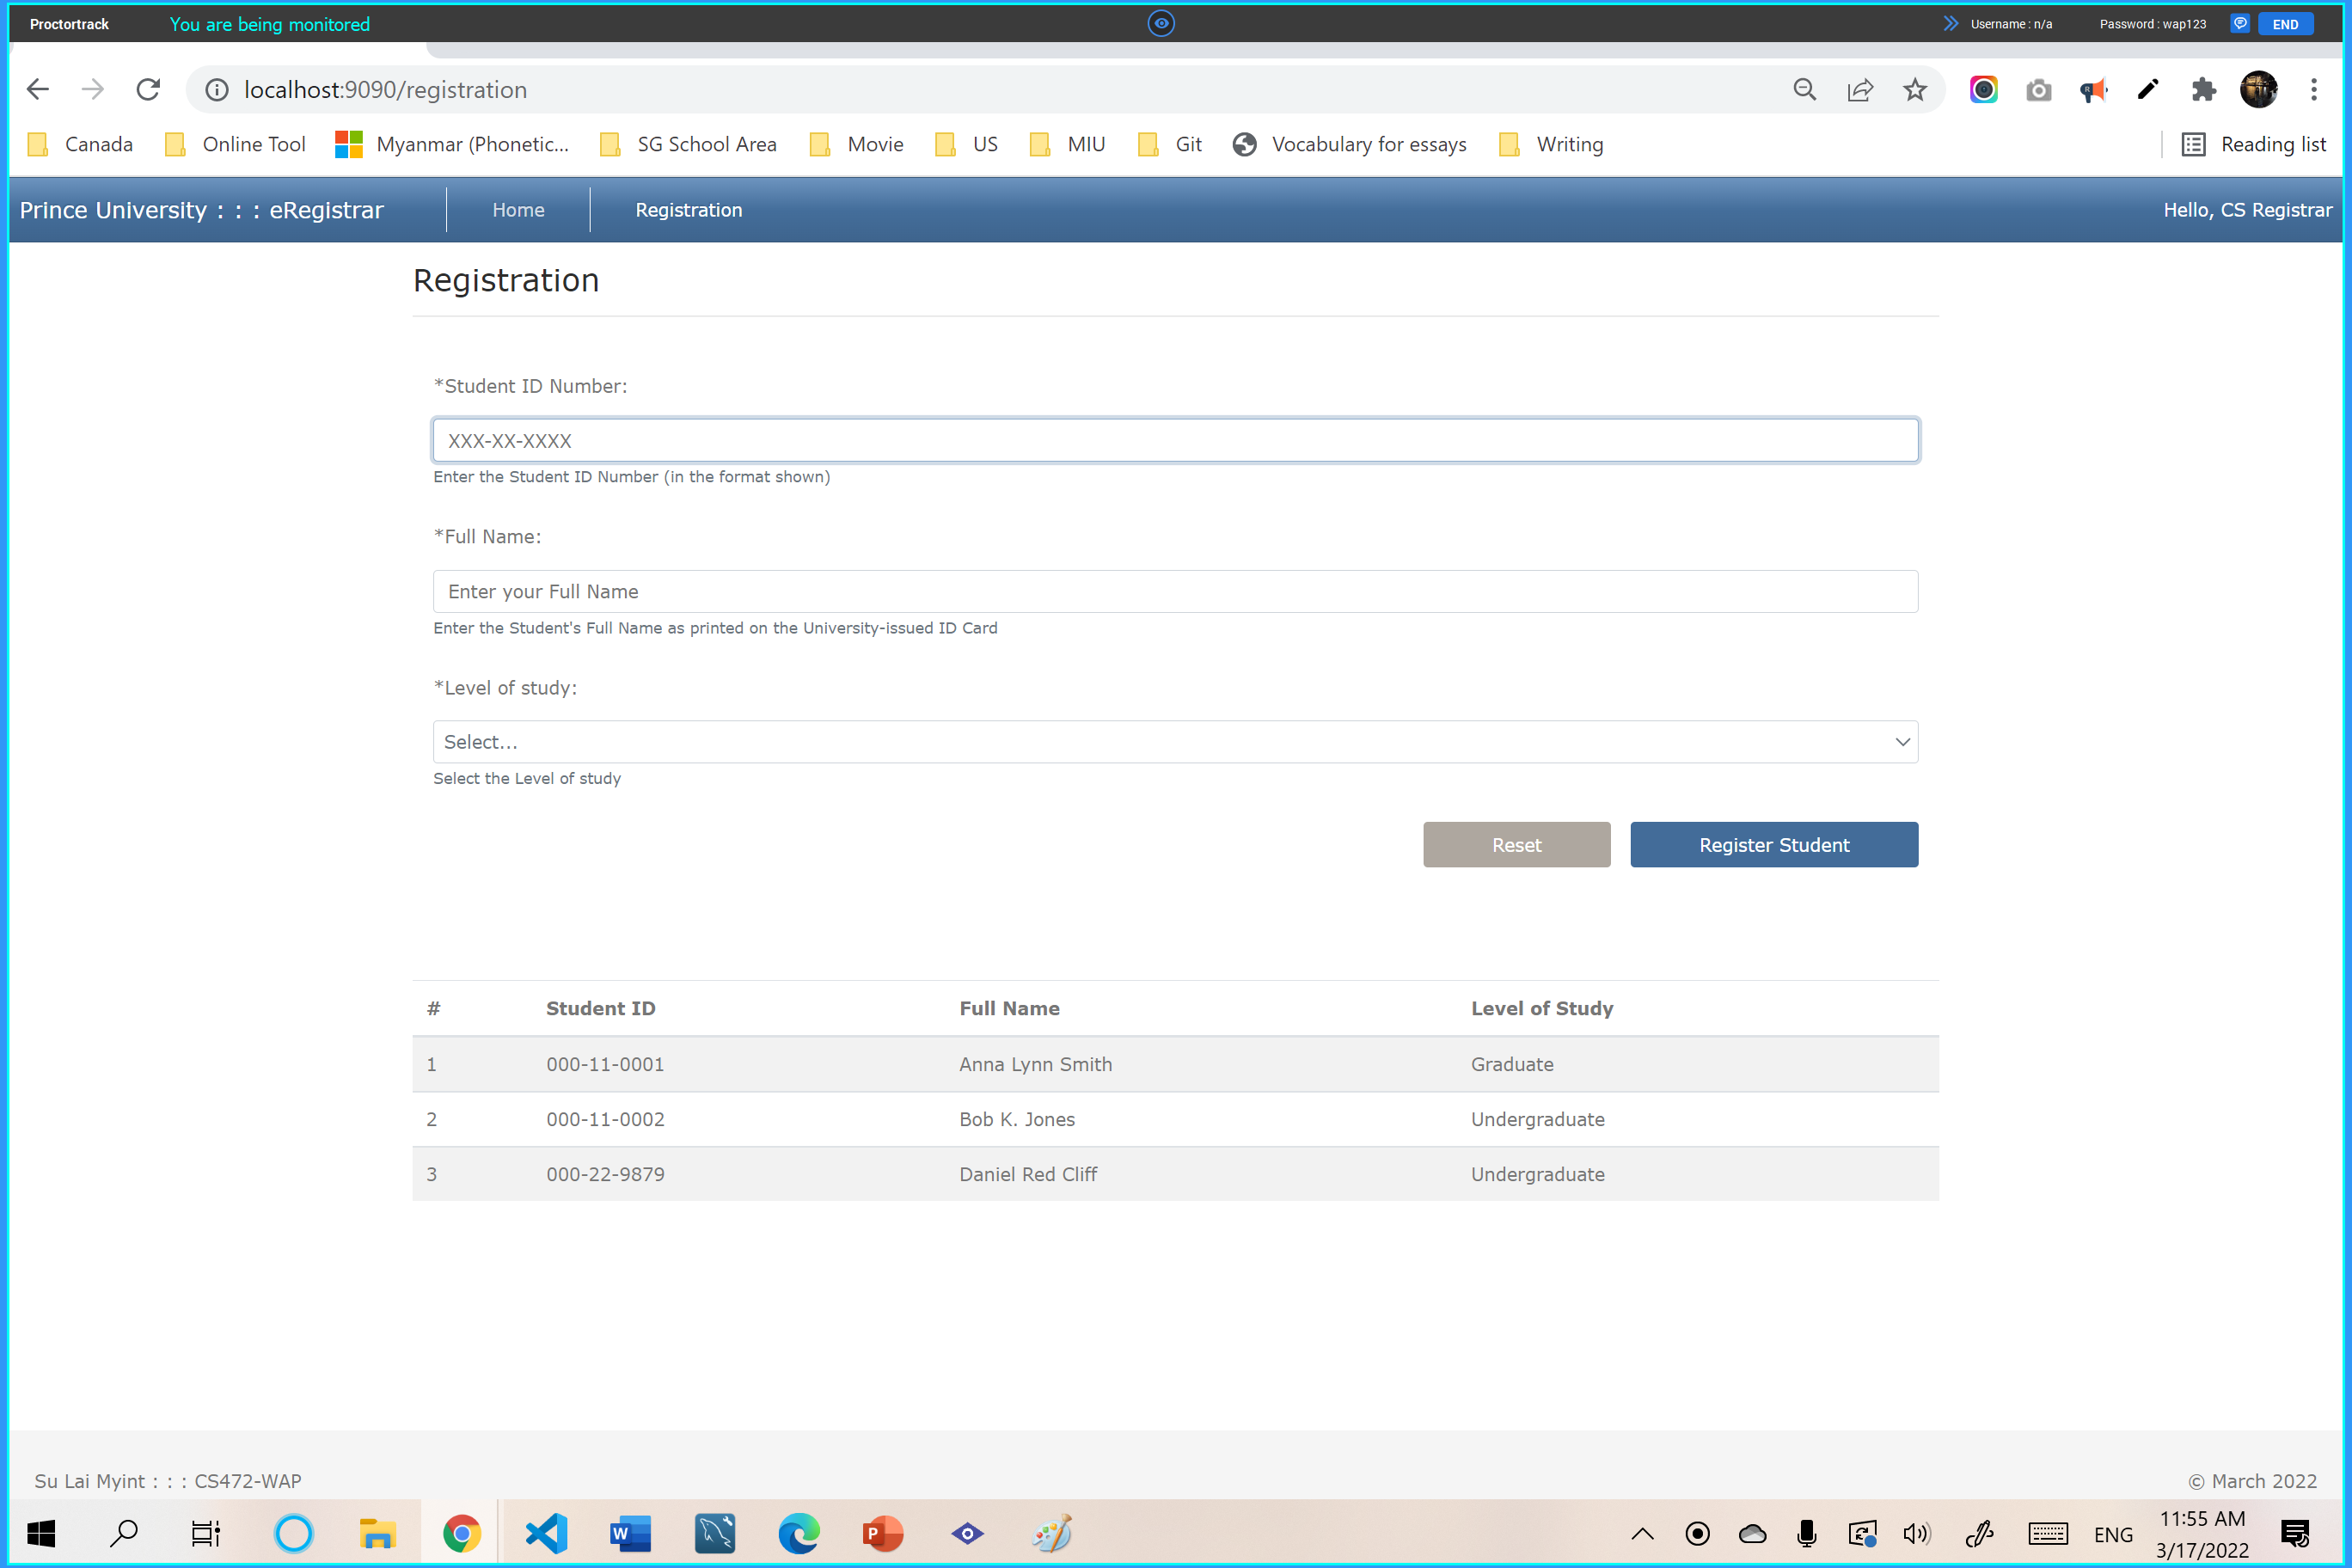 Proctortrack You are being monitored Username : n/a Password : wap123 END
localhost:9090/registration
Canada Online Tool Myanmar (Phonetic... SG School Area Movie US MIU Git Vocabulary for essays Writing Reading list
Prince University : : : eRegistrar Home Registration Hello, CS Registrar
Registration
*Student ID Number:
XXX-XX-XXXX
Enter the Student ID Number (in the format shown)
*Full Name:
Enter your Full Name
Enter the Student's Full Name as printed on the University-issued ID Card
*Level of study:
Select...
Select the Level of study
Reset Register Student
# Student ID Full Name Level of Study
1 000-11-0001 Anna Lynn Smith Graduate
2 000-11-0002 Bob K. Jones Undergraduate
3 000-22-9879 Daniel Red Cliff Undergraduate
Su Lai Myint : : : CS472-WAP © March 2022
ENG 11:55 AM
3/17/2022